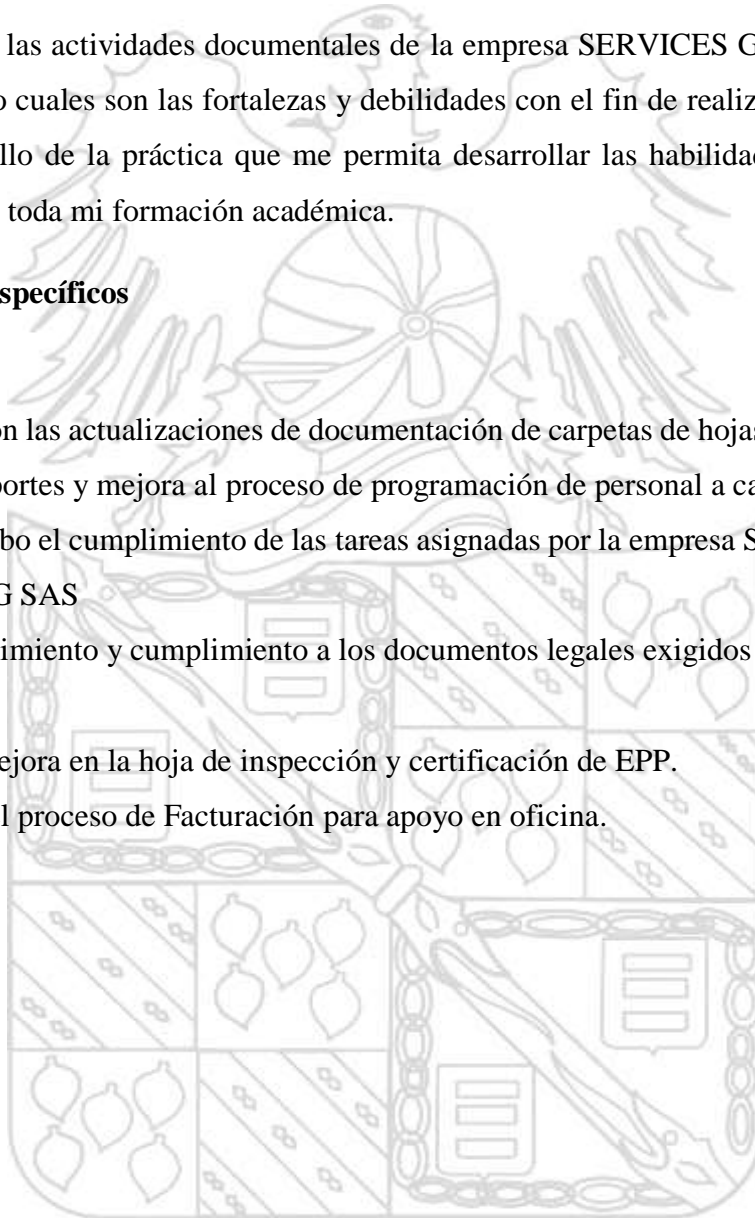 las actividades documentales de la empresa SERVICES G
o cuales son las fortalezas y debilidades con el fin de realiz
llo de la práctica que me permita desarrollar las habilidad
toda mi formación académica.
specíficos
on las actualizaciones de documentación de carpetas de hojas
portes y mejora al proceso de programación de personal a ca
bo el cumplimiento de las tareas asignadas por la empresa S
G SAS
imiento y cumplimiento a los documentos legales exigidos
ejora en la hoja de inspección y certificación de EPP.
l proceso de Facturación para apoyo en oficina.